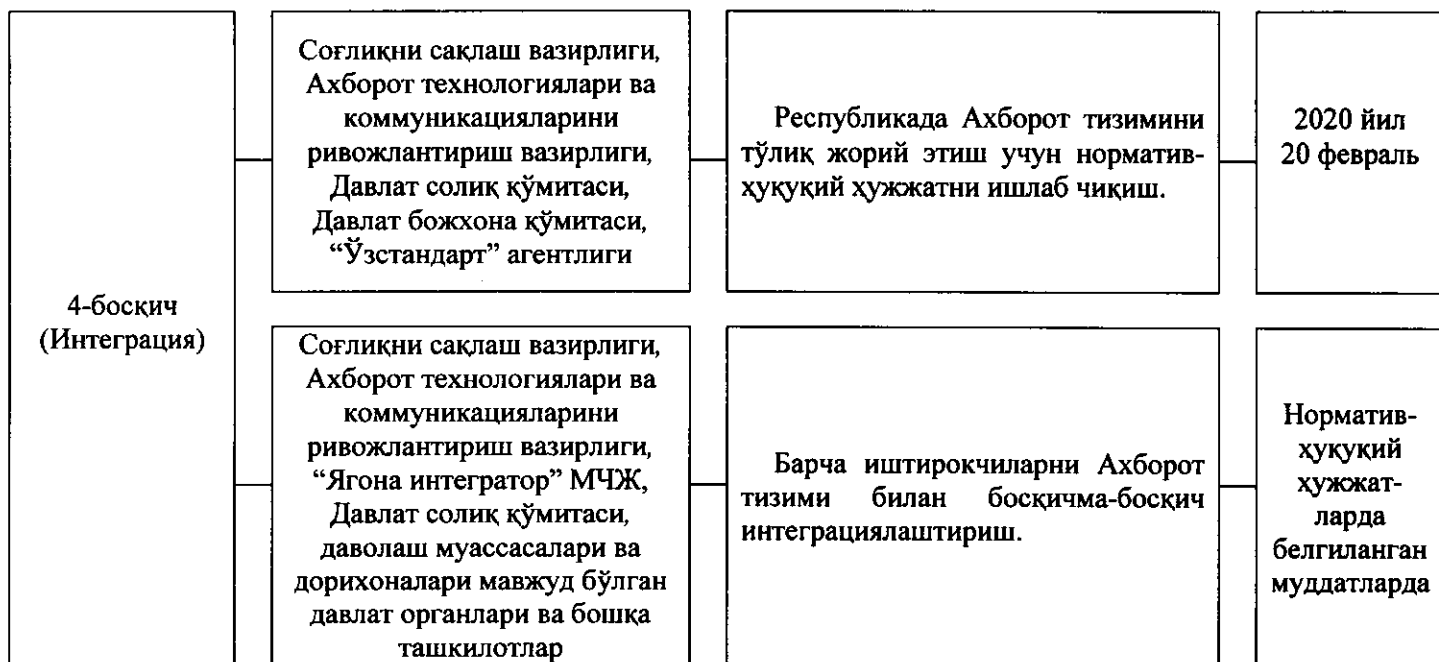 4-босқич
(Интеграция)
Соғлиқни сақлаш вазирлиги,
Ахборот технологиялари ва
коммуникацияларини
ривожлантириш вазирлиги,
Давлат солиқ қўмитаси,
Давлат божхона қўмитаси,
“Ўзстандарт” агентлиги
Республикада Ахборот тизимини
тўлиқ жорий этиш учун норматив-
ҳуқуқий ҳужжатни ишлаб чиқиш.
2020 йил
20 февраль
Соғлиқни сақлаш вазирлиги,
Ахборот технологиялари ва
коммуникацияларини
ривожлантириш вазирлиги,
“Ягона интегратор” МЧЖ,
Давлат солиқ қўмитаси,
даволаш муассасалари ва
дорихоналари мавжуд бўлган
давлат органлари ва бошқа
ташкилотлар
Барча иштирокчиларни Ахборот
тизими билан босқичма-босқич
интеграциялаштириш.
Норматив-
ҳуқуқий
ҳужжат-
ларда
белгиланган
муддатларда